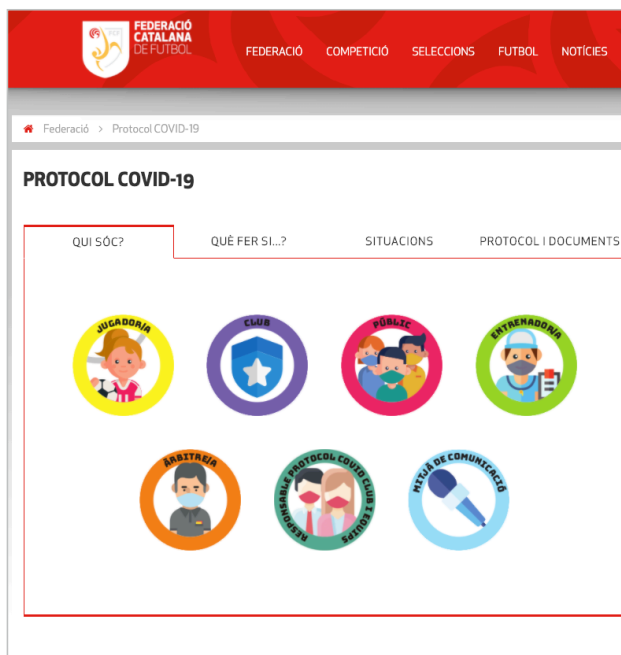 FCF
FEDERACIÓ
CATALANA
DE FUTBOL
FEDERACIÓ COMPETICIÓ SELECCIONS FUTBOL NOTÍCIES
Federació > Protocol COVID-19
PROTOCOL COVID-19
QUI SÓC? QUÈ FER SI...? SITUACIONS PROTOCOL I DOCUMENTS
JUGADOR/A
CLUB
PÚBLIC
ENTRENADOR/A
ÀRBITRE/A
RESPONSABLE PROTOCOL COVID CLUB I EQUIPS
MITJÀ DE COMUNICACIÓ